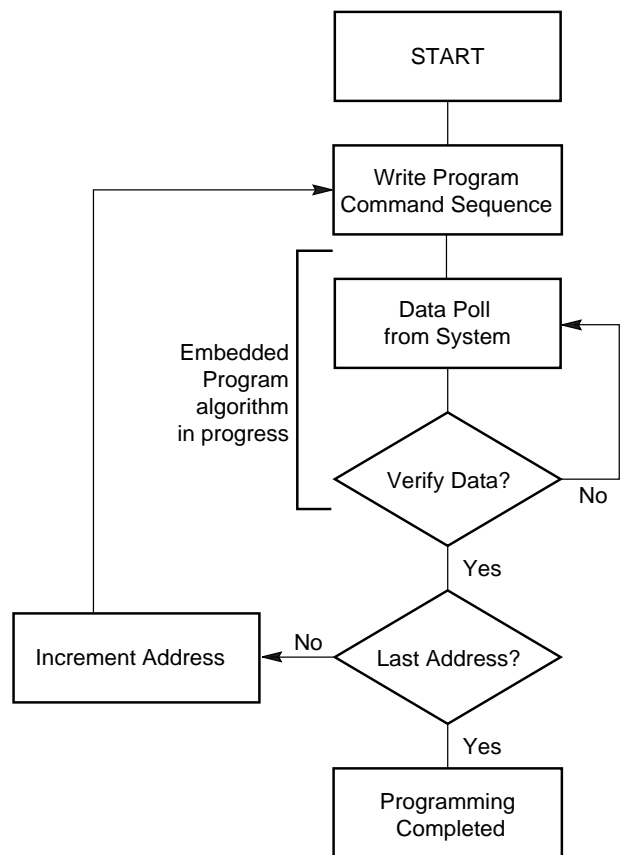 START
Write Program
Command Sequence
Data Poll
from System
Embedded
Program
algorithm
in progress
Verify Data?
No
Yes
Increment Address
No
Last Address?
Yes
Programming
Completed